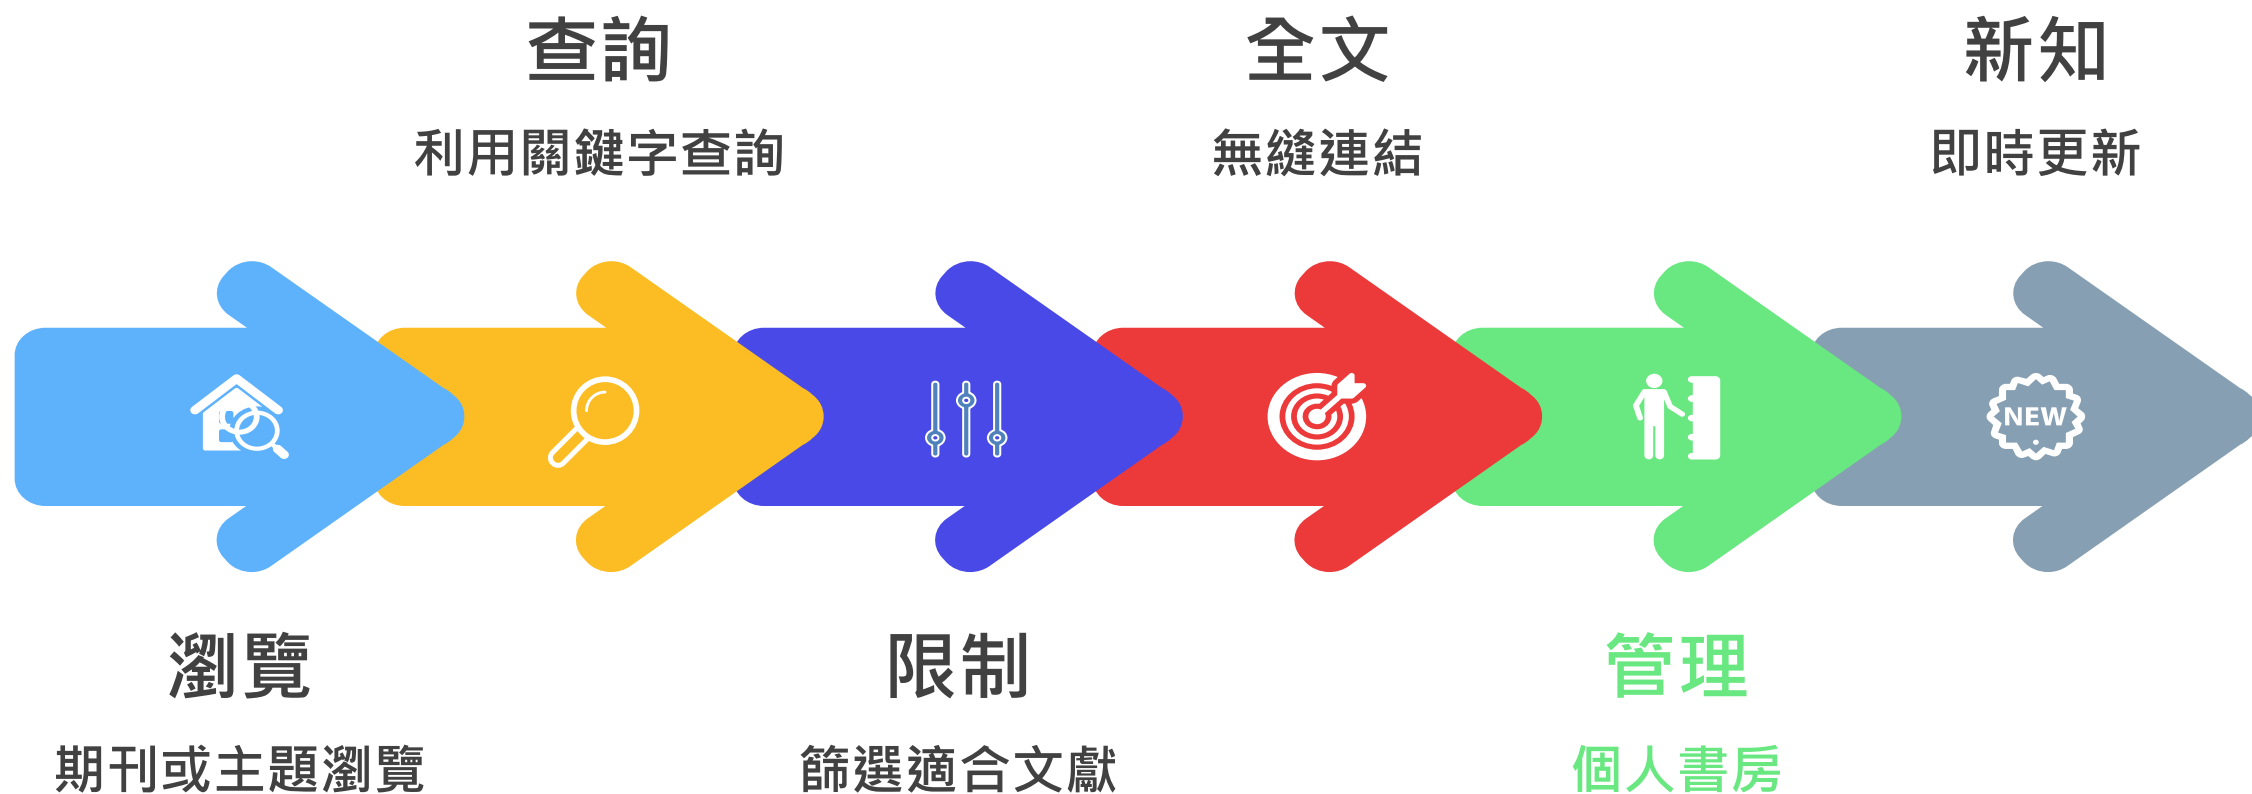 查詢
利用關鍵字查詢
全文
無縫連結
新知
即時更新
NEW
瀏覽
期刊或主題瀏覽
限制
篩選適合文獻
管理
個人書房